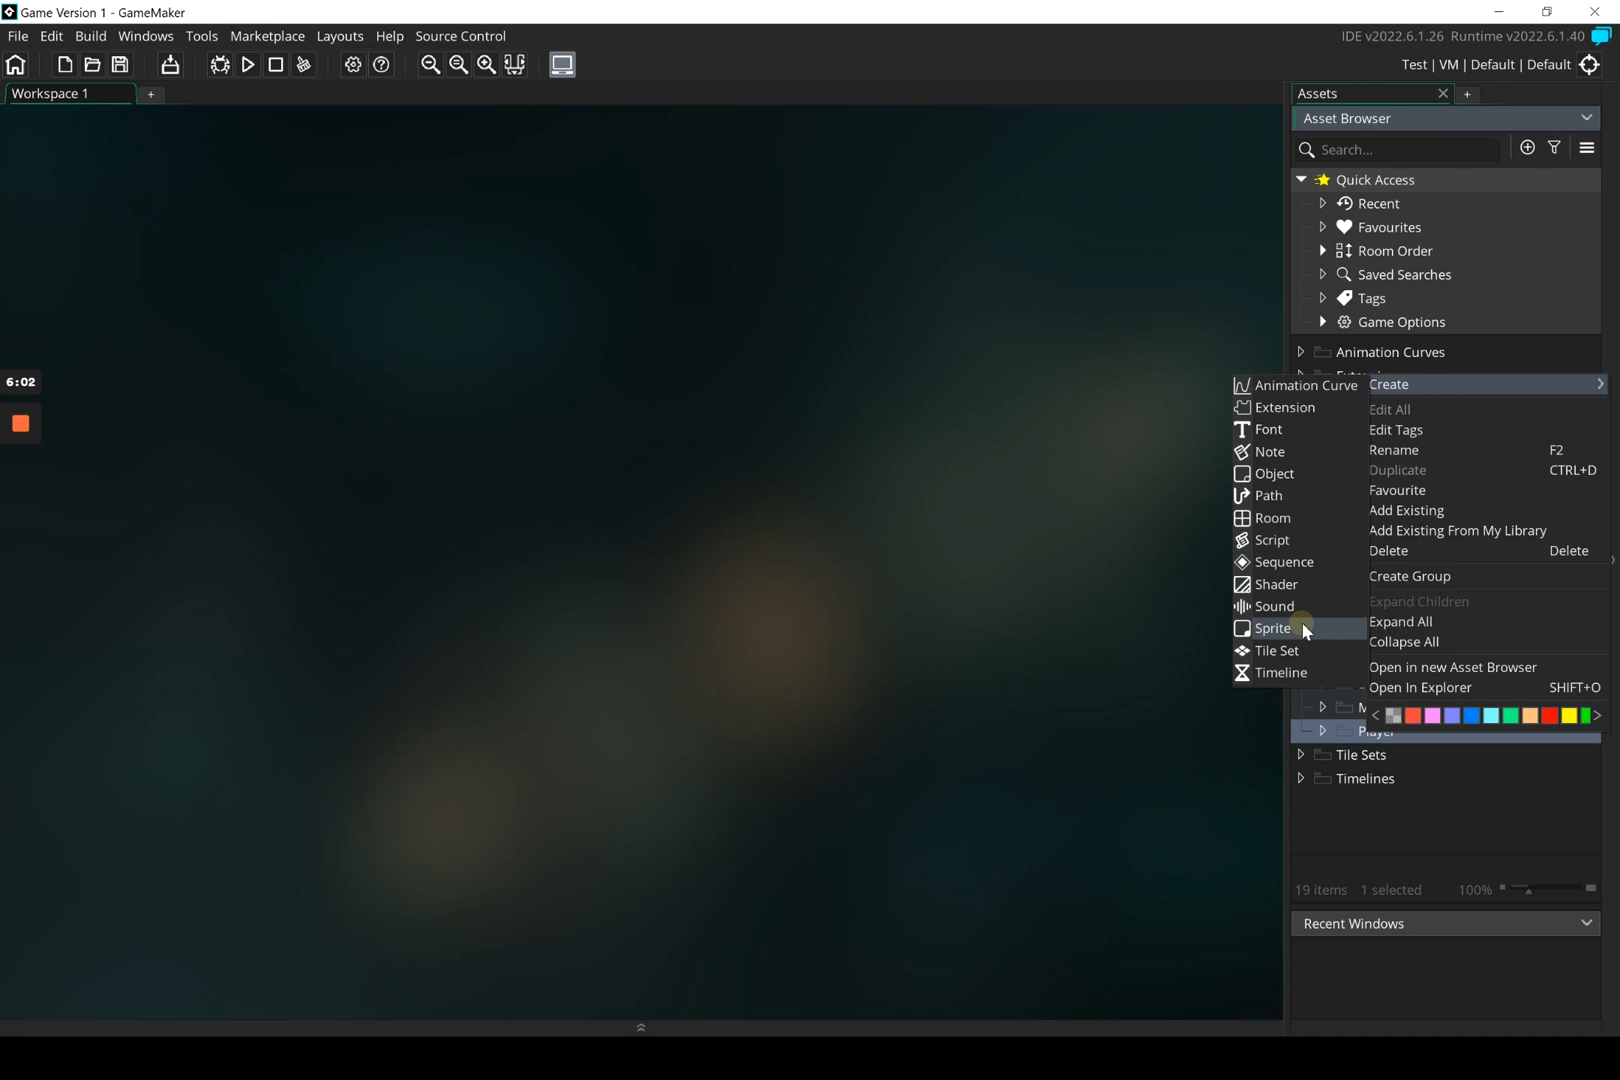 Game Version 1 - GameMaker
File Edit Build Windows Tools Marketplace Layouts Help Source Control
IDE v2022.6.1.26 Runtime v2022.6.1.40
Test | VM | Default | Default
Workspace 1
+
Assets
+
Asset Browser
Search...
Quick Access
Recent
Favourites
Room Order
Saved Searches
Tags
Game Options
Animation Curves
6:02
Animation Curve
Extension
Font
Note
Object
Path
Room
Script
Sequence
Shader
Sound
Sprite
Tile Set
Timeline
Create
Edit All
Edit Tags
Rename F2
Duplicate CTRL+D
Favourite
Add Existing
Add Existing From My Library
Delete Delete
Create Group
Expand Children
Expand All
Collapse All
Open in new Asset Browser
Open In Explorer SHIFT+O
Player
Tile Sets
Timelines
19 items 1 selected 100%
Recent Windows